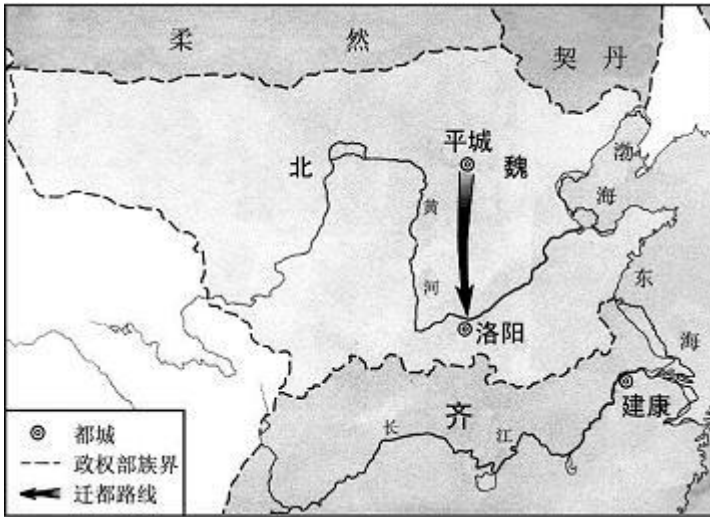 柔然
契丹
平城
北魏
渤海
黄河
洛阳
东海
建康
齐
长江
都城
政权部族界
迁都路线